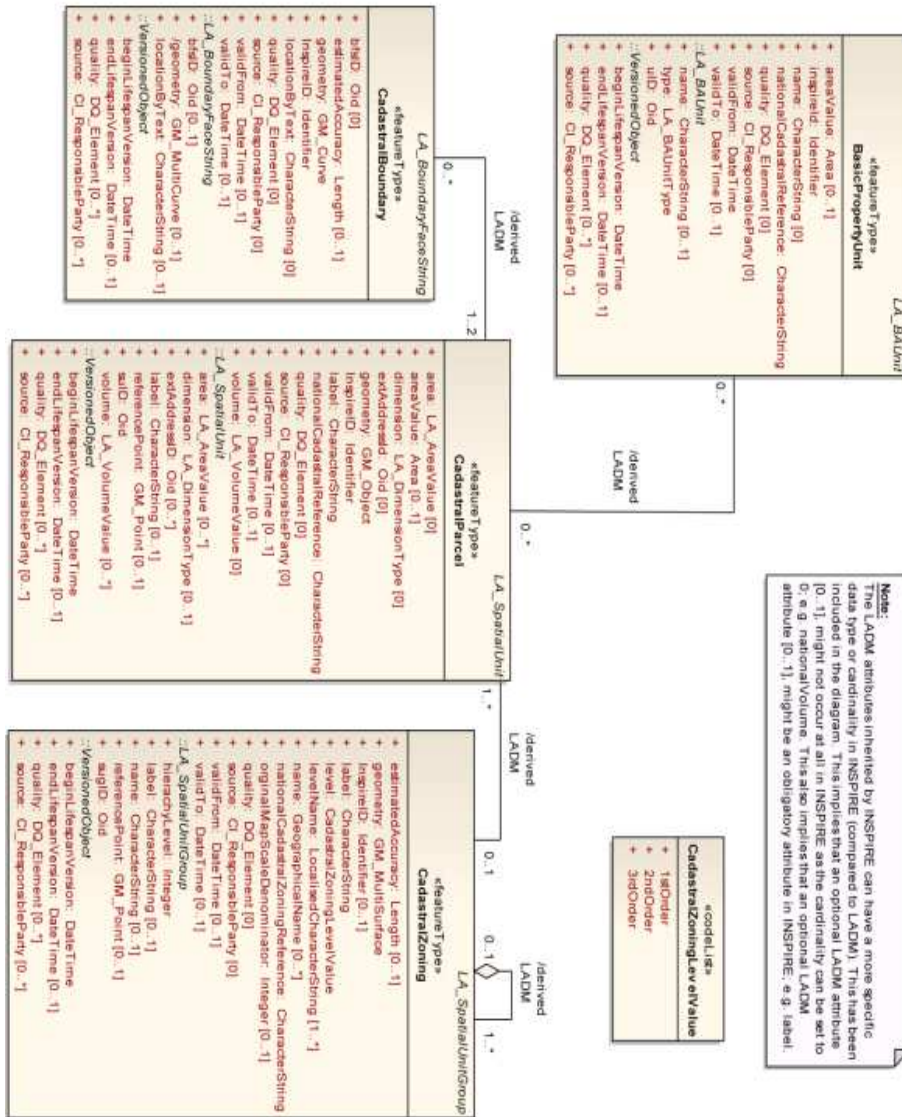 LA_BAUnit
«featureType»
BasicPropertyUnit
+ areaValue: Area [0..1]
+ inspireId: Identifier
+ name: CharacterString [0]
+ nationalCadastralReference: CharacterString
+ quality: DQ_Element [0]
+ source: CI_ResponsibleParty [0]
+ validFrom: DateTime
+ validTo: DateTime [0..1]
::LA_BAUnit
+ name: CharacterString [0..1]
+ type: LA_BAUnitType
+ uID: Oid
::VersionedObject
+ beginLifespanVersion: DateTime
+ endLifespanVersion: DateTime [0..1]
+ quality: DQ_Element [0..*]
+ source: CI_ResponsibleParty [0..*]
Note:
The LADM attributes inherited by INSPIRE can have a more specific
data type or cardinality in INSPIRE (compared to LADM). This has been
included in the diagram. This implies that an optional LADM attribute
[0..1], might not occur at all in INSPIRE as the cardinality can be set to
0; e.g. nationalVolume. This also implies that an optional LADM
attribute [0..1], might be an obligatory attribute in INSPIRE; e.g. label.
0..*
/derived
LADM
0..*
«codeList»
CadastralZoningLevelValue
+ 1stOrder
+ 2ndOrder
+ 3rdOrder
LA_BoundaryFaceString
«featureType»
CadastralBoundary
+ bfsID: Oid [0]
+ estimatedAccuracy: Length [0..1]
+ geometry: GM_Curve
+ InspireID: Identifier
+ locationByText: CharacterString [0]
+ quality: DQ_Element [0]
+ source: CI_ResponsibleParty [0]
+ validFrom: DateTime [0..1]
+ validTo: DateTime [0..1]
::LA_BoundaryFaceString
+ bfsID: Oid [0..1]
+ /geometry: GM_MultiCurve [0..1]
+ locationByText: CharacterString [0..1]
::VersionedObject
+ beginLifespanVersion: DateTime
+ endLifespanVersion: DateTime [0..1]
+ quality: DQ_Element [0..*]
+ source: CI_ResponsibleParty [0..*]
0..*
/derived
LADM
1..2
LA_SpatialUnit
«featureType»
CadastralParcel
+ area: LA_AreaValue [0]
+ areaValue: Area [0..1]
+ dimension: LA_DimensionType [0]
+ extAddressId: Oid [0]
+ geometry: GM_Object
+ InspireID: Identifier
+ label: CharacterString
+ nationalCadastralReference: CharacterString
+ quality: DQ_Element [0]
+ source: CI_ResponsibleParty [0]
+ validFrom: DateTime [0..1]
+ validTo: DateTime [0..1]
+ volume: LA_VolumeValue [0]
::LA_SpatialUnit
+ area: LA_AreaValue [0..*]
+ dimension: LA_DimensionType [0..1]
+ extAddressID: Oid [0..*]
+ label: CharacterString [0..1]
+ referencePoint: GM_Point [0..1]
+ suID: Oid
+ volume: LA_VolumeValue [0..*]
::VersionedObject
+ beginLifespanVersion: DateTime
+ endLifespanVersion: DateTime [0..1]
+ quality: DQ_Element [0..*]
+ source: CI_ResponsibleParty [0..*]
1..*
/derived
LADM
0..1
0..1
/derived
LADM
1..*
LA_SpatialUnitGroup
«featureType»
CadastralZoning
+ estimatedAccuracy: Length [0..1]
+ geometry: GM_MultiSurface
+ InspireID: Identifier [0..1]
+ label: CharacterString
+ level: CadastralZoningLevelValue
+ levelName: LocalisedCharacterString [1..*]
+ name: GeographicalName [0..*]
+ nationalCadastralZoningReference: CharacterString
+ orginalMapScaleDenominator: Integer [0..1]
+ quality: DQ_Element [0]
+ source: CI_ResponsibleParty [0]
+ validFrom: DateTime [0..1]
+ validTo: DateTime [0..1]
::LA_SpatialUnitGroup
+ hierachyLevel: Integer
+ label: CharacterString [0..1]
+ name: CharacterString [0..1]
+ referencePoint: GM_Point [0..1]
+ sugID: Oid
::VersionedObject
+ beginLifespanVersion: DateTime
+ endLifespanVersion: DateTime [0..1]
+ quality: DQ_Element [0..*]
+ source: CI_ResponsibleParty [0..*]